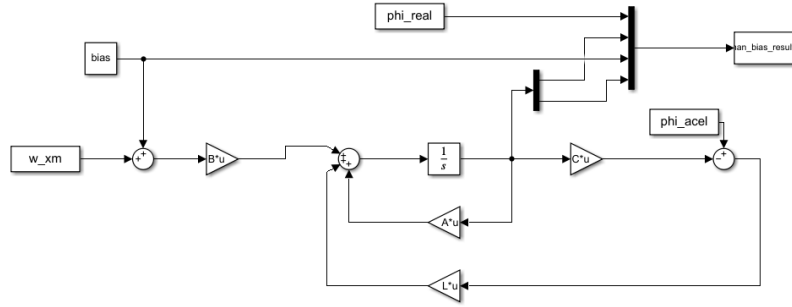 phi_real
bias
an_bias_resul
phi_acel
w_xm
+
+
B*u
+
+
+
1
s
C*u
−
+
A*u
L*u